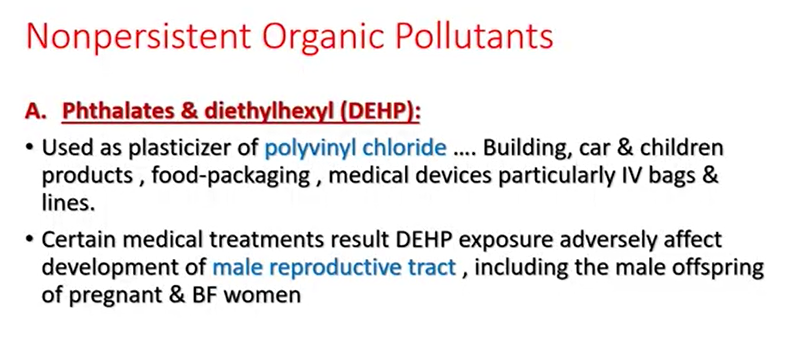 Nonpersistent Organic Pollutants
A. Phthalates & diethylhexyl (DEHP):
• Used as plasticizer of polyvinyl chloride .... Building, car & children
products , food-packaging , medical devices particularly IV bags &
lines.
• Certain medical treatments result DEHP exposure adversely affect
development of male reproductive tract , including the male offspring
of pregnant & BF women